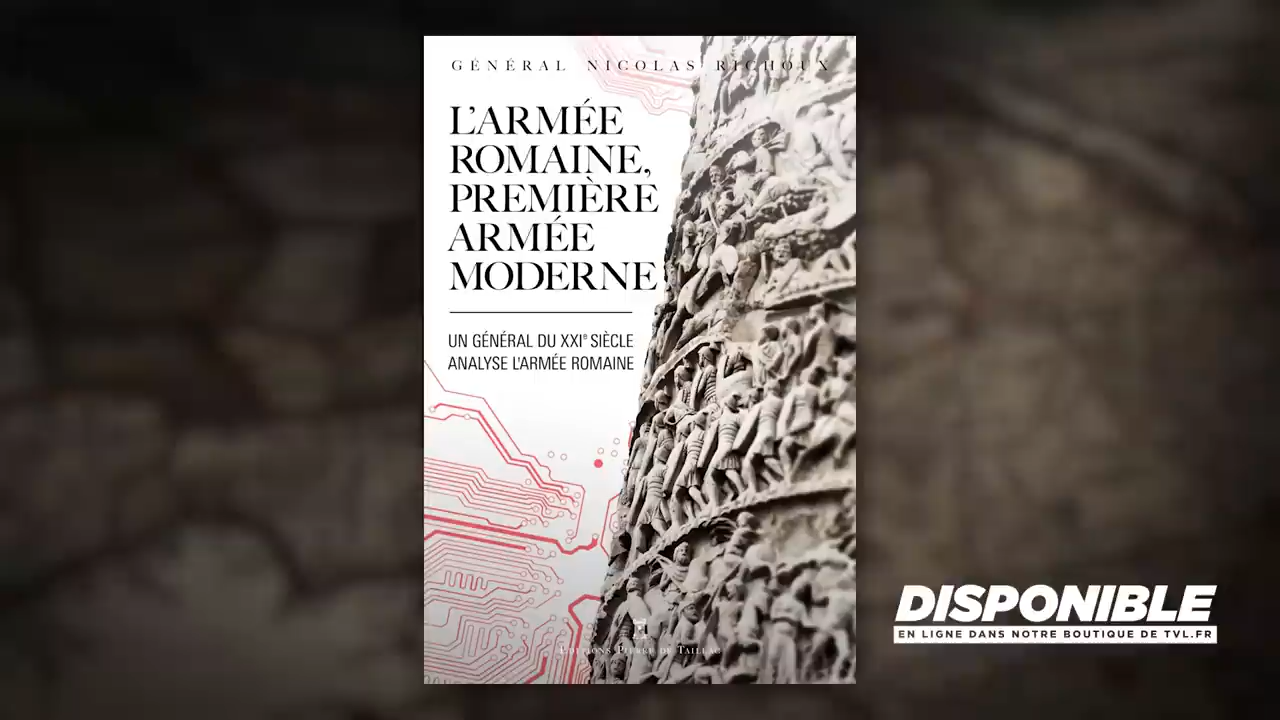 GÉNÉRAL NICOLAS RICHOUX
L'ARMÉE
ROMAINE,
PREMIÈRE
ARMÉE
MODERNE
UN GÉNÉRAL DU XXIe SIÈCLE
ANALYSE L'ARMÉE ROMAINE
ÉDITIONS PIERRE DE TAILLAC
DISPONIBLE
EN LIGNE DANS NOTRE BOUTIQUE DE TVL.FR